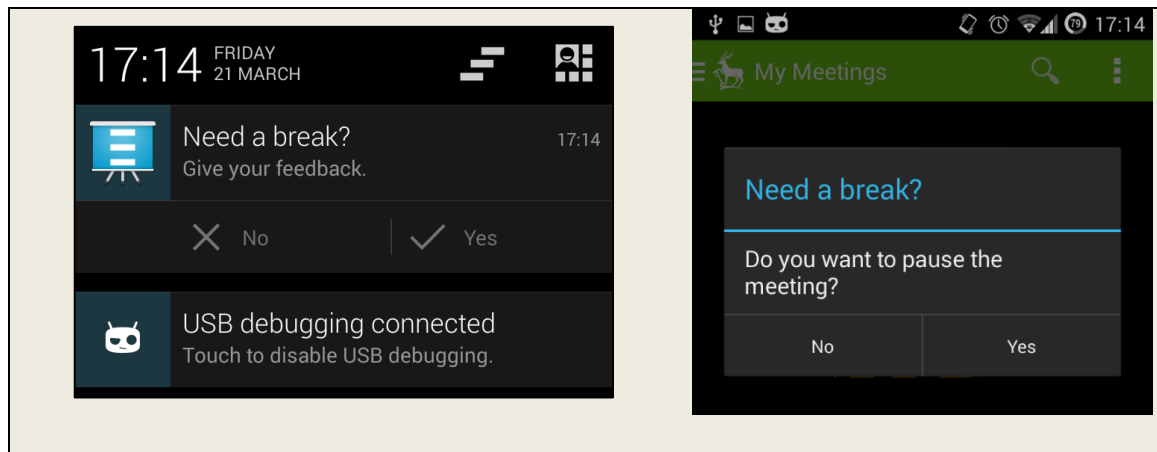 17:14 FRIDAY
21 MARCH
Need a break? 17:14
Give your feedback.
No Yes
USB debugging connected
Touch to disable USB debugging.
79 17:14
My Meetings
Need a break?
Do you want to pause the
meeting?
No Yes